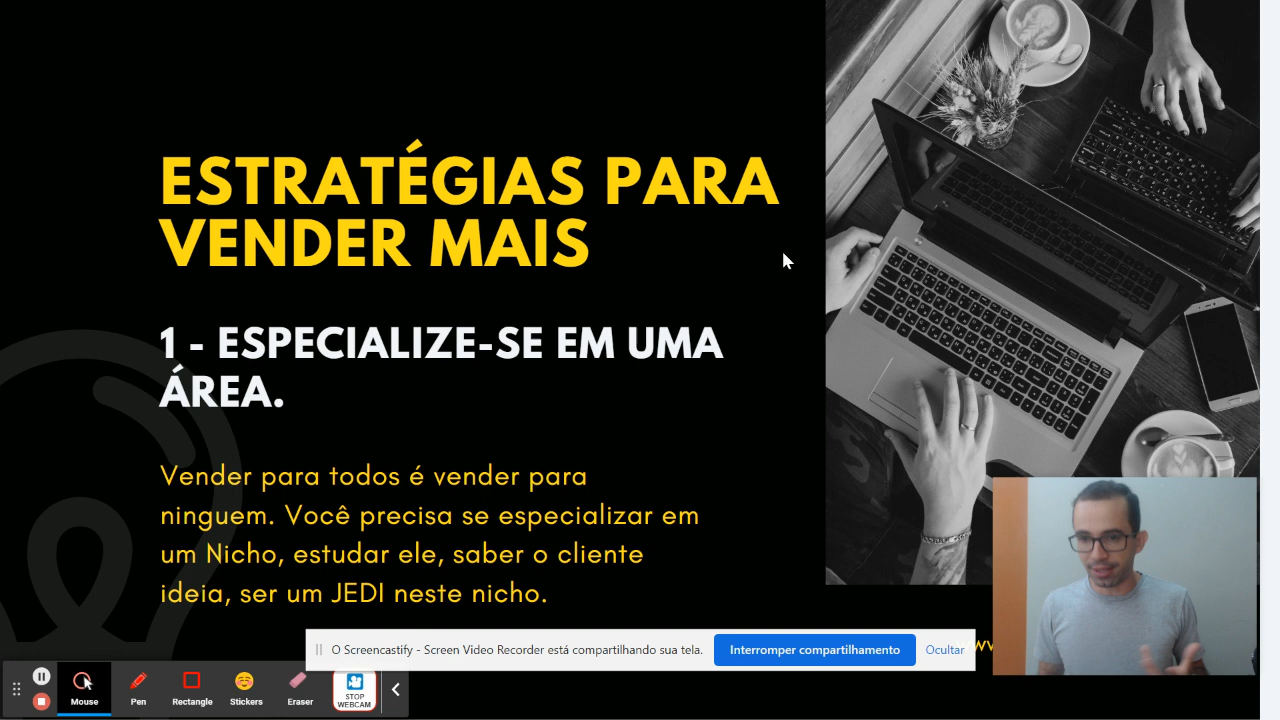 ESTRATÉGIAS PARA
VENDER MAIS
1 - ESPECIALIZE-SE EM UMA
ÁREA.
Vender para todos é vender para
ninguem. Você precisa se especializar em
um Nicho, estudar ele, saber o cliente
ideia, ser um JEDI neste nicho.
O Screencastify - Screen Video Recorder está compartilhando sua tela.
Interromper compartilhamento
Ocultar
Mouse
Pen
Rectangle
Stickers
Eraser
STOP
WEBCAM